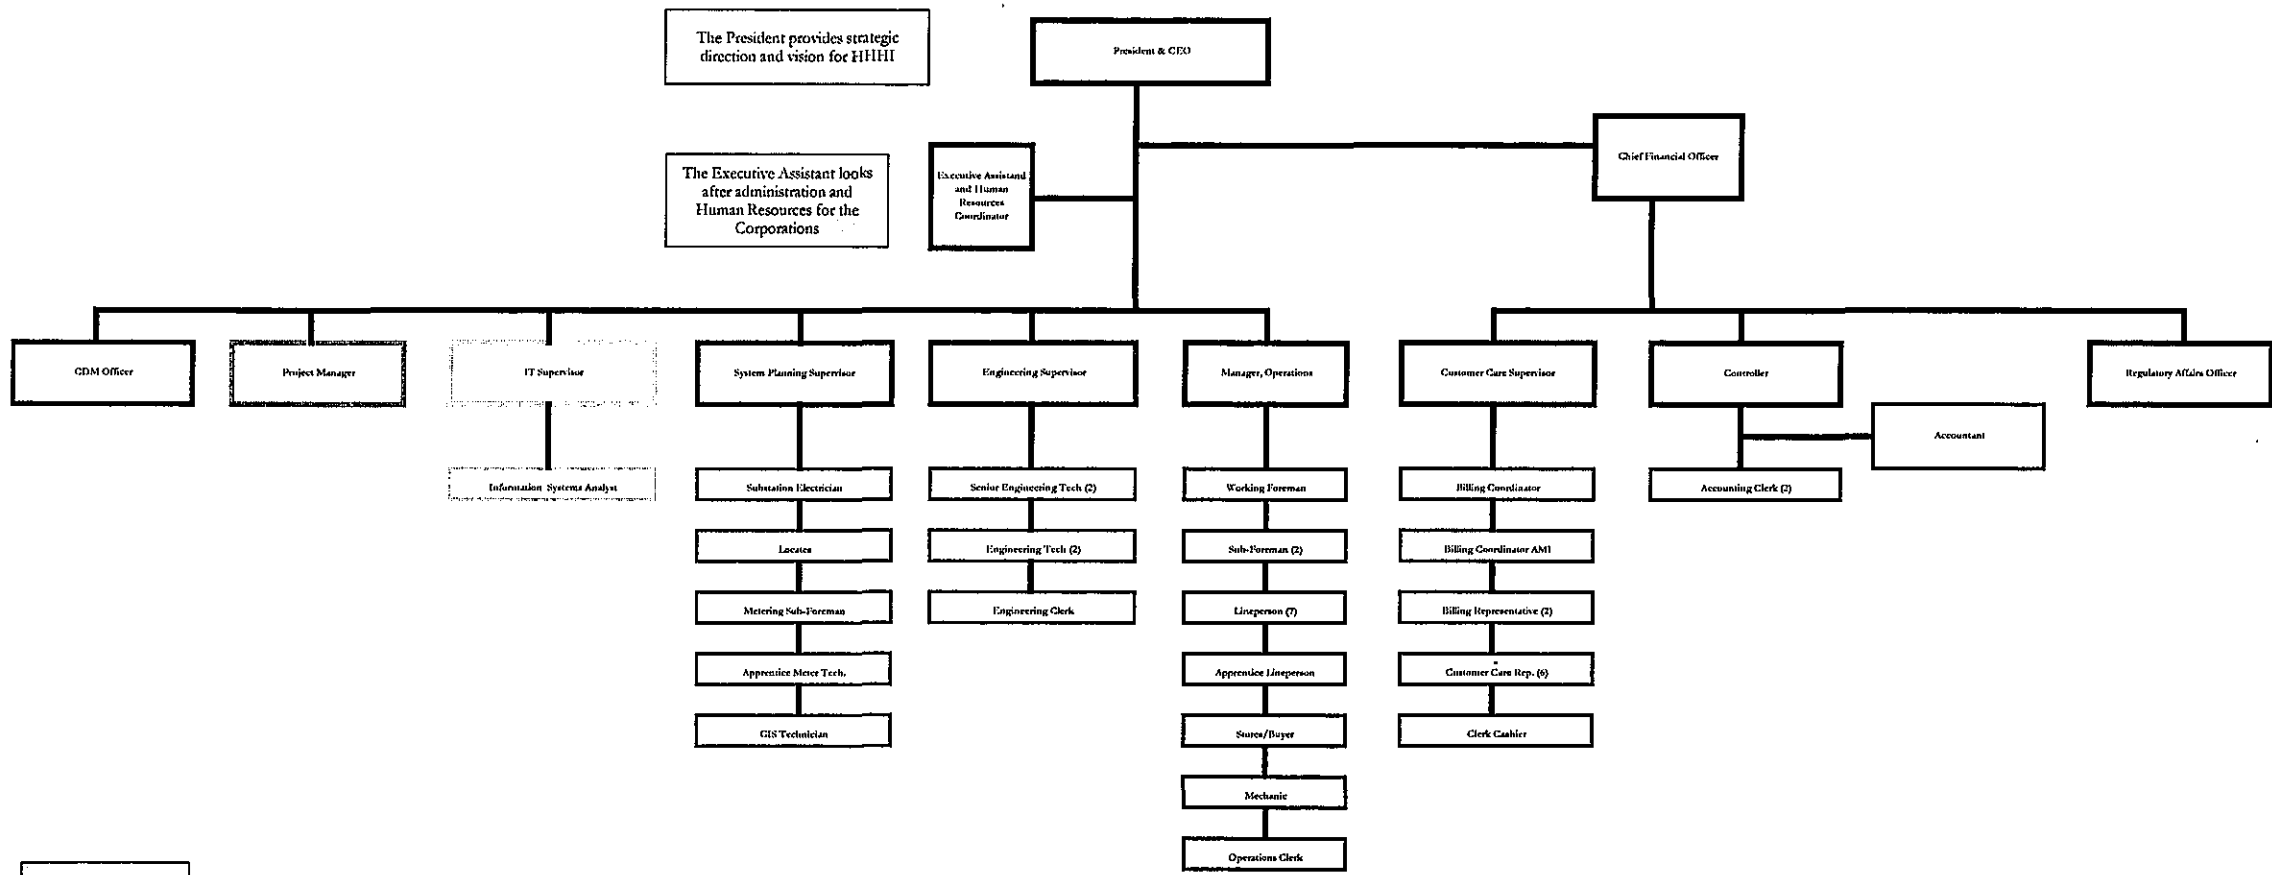 The President provides strategic
direction and vision for HHHI
President & CEO
Chief Financial Officer
The Executive Assistant looks
after administration and
Human Resources for the
Corporations
Executive Assistand
and Human
Resources
Coordinator
CDM Officer
Project Manager
IT Supervisor
System Planning Supervisor
Engineering Supervisor
Manager, Operations
Customer Care Supervisor
Controller
Regulatory Affairs Officer
Accountant
Information Systems Analyst
Substation Electrician
Senior Engineering Tech (2)
Working Foreman
Billing Coordinator
Accounting Clerk (2)
Locates
Engineering Tech (2)
Sub-Foreman (2)
Billing Coordinator AMI
Metering Sub-Foreman
Engineering Clerk
Lineperson (7)
Billing Representative (2)
Apprentice Meter Tech.
Apprentice Lineperson
Customer Care Rep. (6)
GIS Technician
Stores/Buyer
Clerk Cashier
Mechanic
Operations Clerk